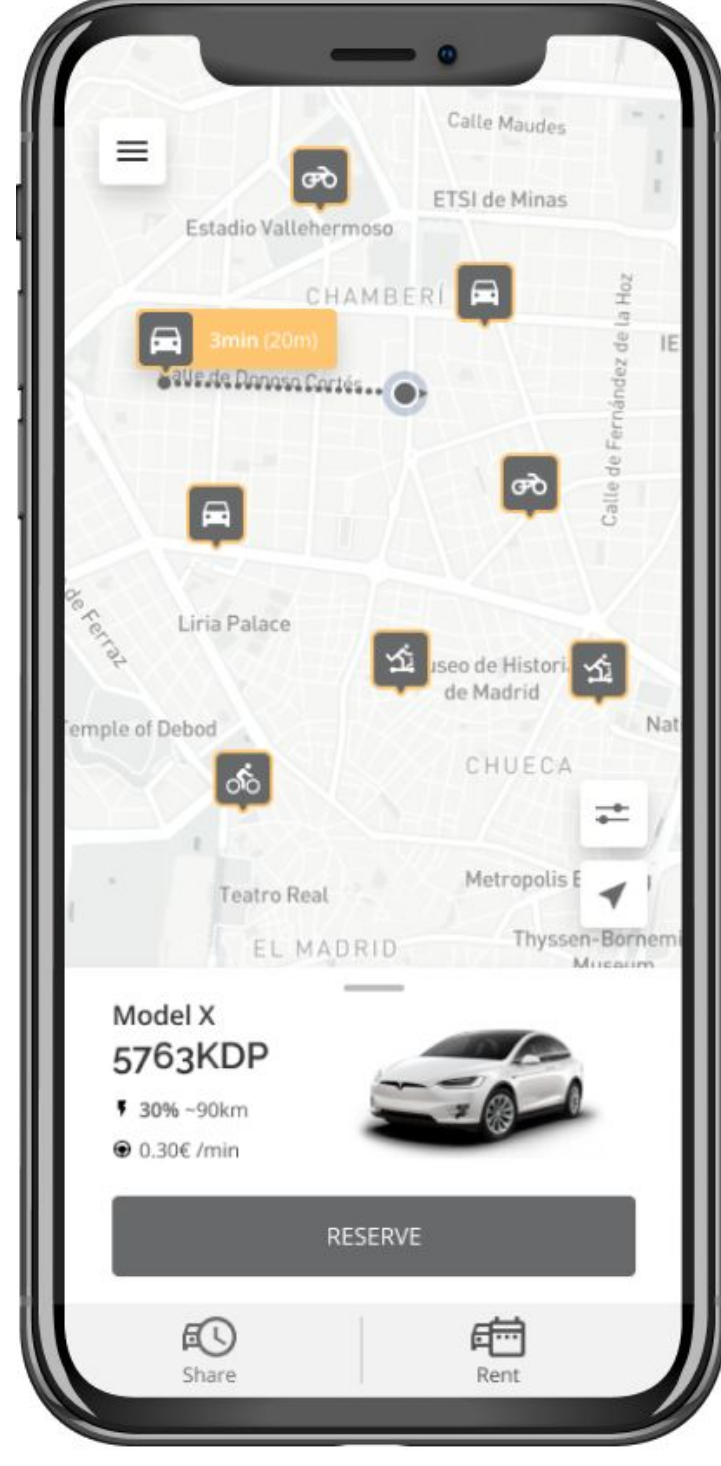 Calle Maudes
ETSI de Minas
Estadio Vallehermoso
CHAMBERÍ
Calle de Fernández de la Hoz
IE
3min (20m)
alle de Donoso Cortés
de Ferraz
Liria Palace
useo de Histori
de Madrid
emple of Debod
Nat
CHUECA
Metropolis
Teatro Real
EL MADRID
Thyssen-Bornemi
Museum
Model X
5763KDP
30% ~90km
0.30€ /min
RESERVE
Share
Rent